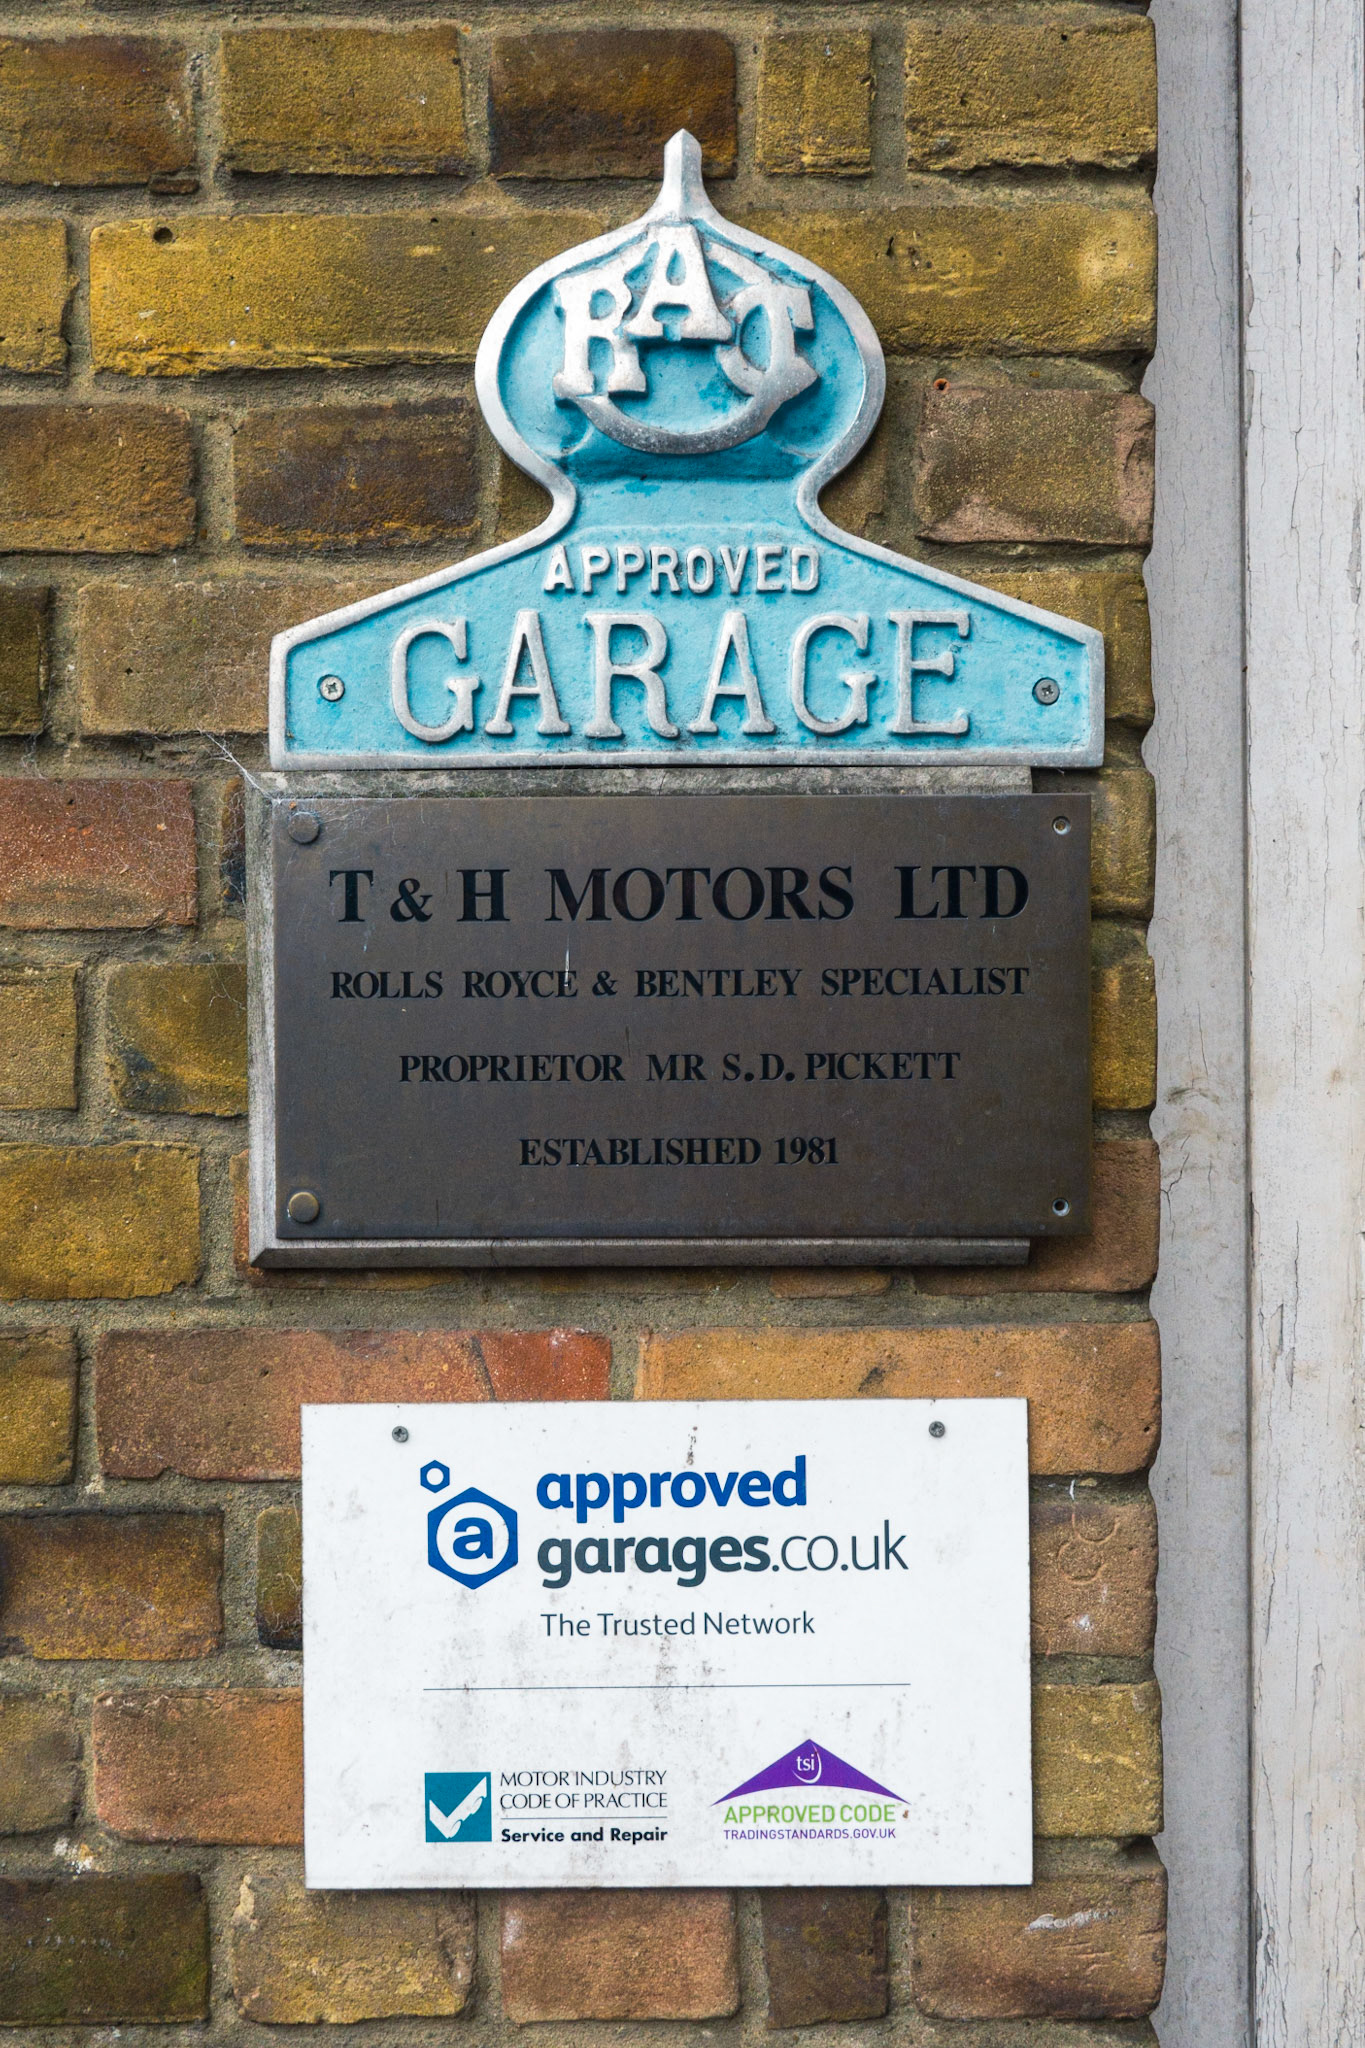 RAC
APPROVED
GARAGE
T & H MOTORS LTD
ROLLS ROYCE & BENTLEY SPECIALIST
PROPRIETOR MR S.D. PICKETT
ESTABLISHED 1981
a
approved
garages.co.uk
The Trusted Network
MOTOR INDUSTRY
CODE OF PRACTICE
Service and Repair
tsi
APPROVED CODE
TRADINGSTANDARDS.GOV.UK